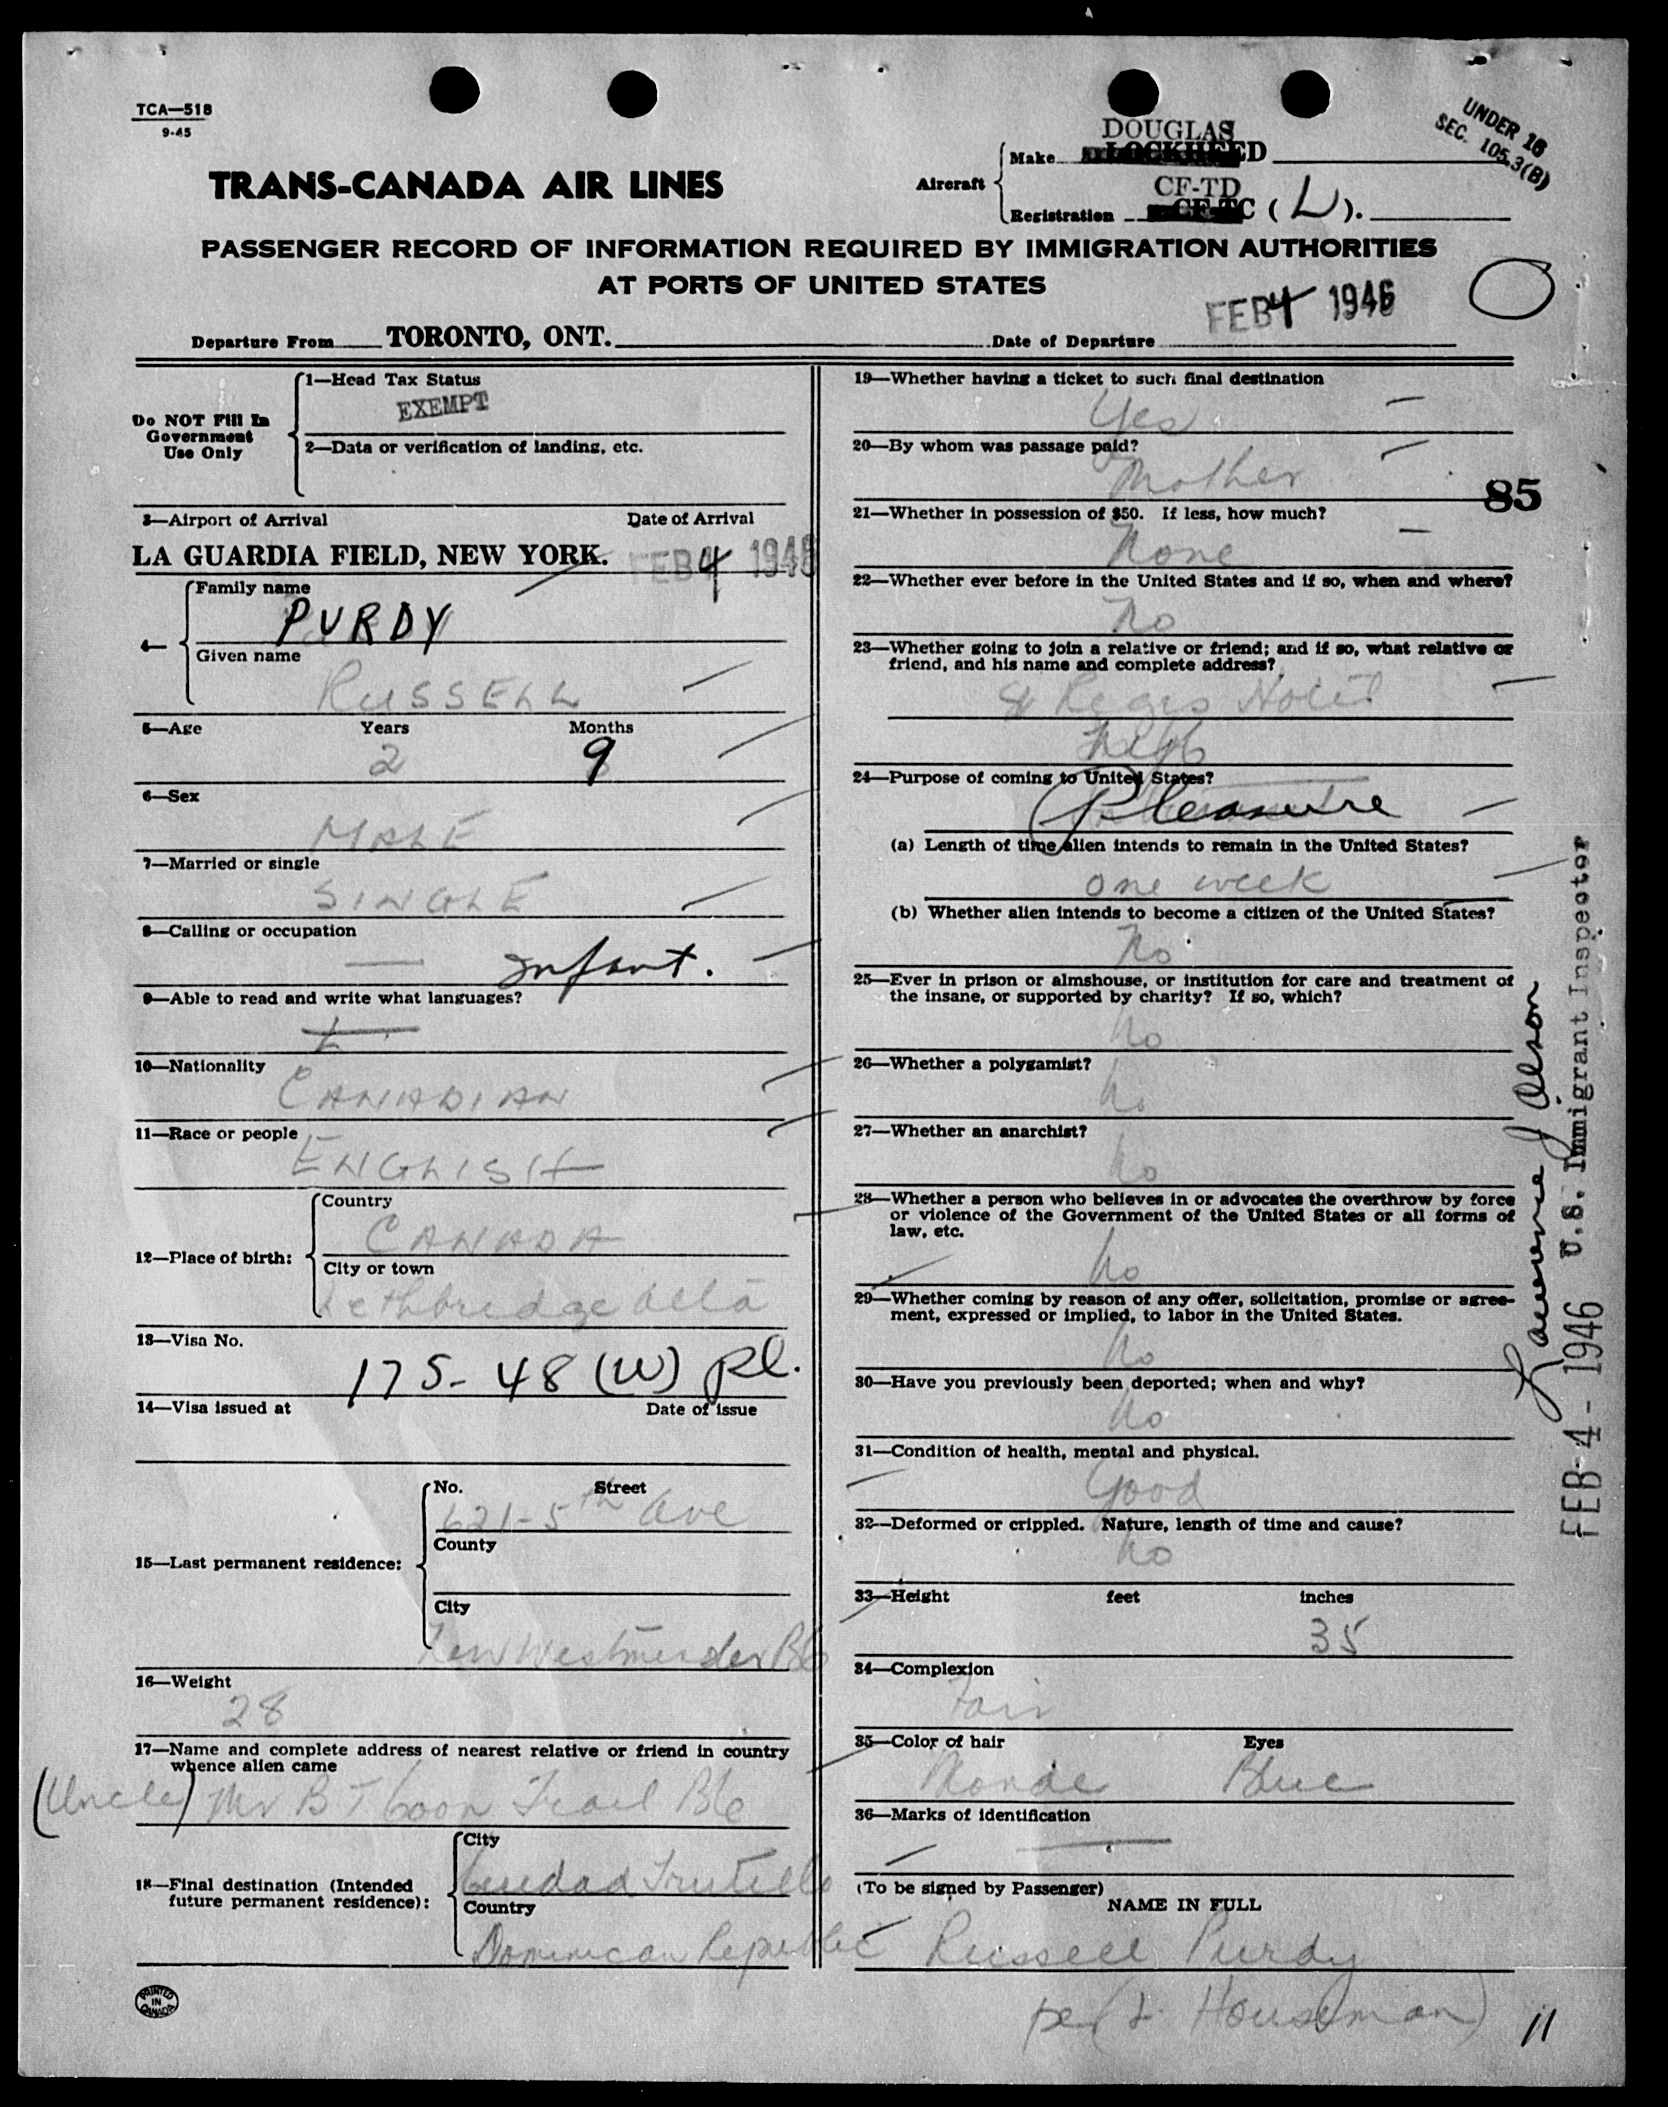 TCA—518
9-45
UNDER 16
SEC. 105.3(B)
TRANS-CANADA AIR LINES
Aircraft
DOUGLAS
Make LOCKHEED
CF-TD
Registration CF-TC (L).
PASSENGER RECORD OF INFORMATION REQUIRED BY IMMIGRATION AUTHORITIES
AT PORTS OF UNITED STATES
FEB 4 1946
Departure From TORONTO, ONT. Date of Departure
Do NOT Fill In
Government
Use Only
1—Head Tax Status
EXEMPT
2—Data or verification of landing, etc.
3—Airport of Arrival Date of Arrival
LA GUARDIA FIELD, NEW YORK. FEB 4 1946
4—
Family name
PURDY
Given name
RUSSELL
5—Age Years Months
2 9
6—Sex
MALE
7—Married or single
SINGLE
8—Calling or occupation
— Infant.
9—Able to read and write what languages?
10—Nationality
CANADIAN
11—Race or people
ENGLISH
12—Place of birth:
Country
CANADA
City or town
Lethbridge Alta
13—Visa No.
175-48 (W) Pl.
14—Visa issued at Date of issue
15—Last permanent residence:
No. Street
621-5th Ave
County
City
New Westminder BC
16—Weight
28
17—Name and complete address of nearest relative or friend in country
whence alien came
(Uncle) Mr B T Coon Trail BC
18—Final destination (Intended
future permanent residence):
City
Ciudad Trutillo
Country
Dominican Republic
PRINTED
IN
CANADA
19—Whether having a ticket to such final destination
Yes
20—By whom was passage paid?
Mother
85
21—Whether in possession of $50. If less, how much?
None
22—Whether ever before in the United States and if so, when and where?
No
23—Whether going to join a relative or friend; and if so, what relative or
friend, and his name and complete address?
St Regis Hotel
24—Purpose of coming to United States?
Pleasure
(a) Length of time alien intends to remain in the United States?
one week
(b) Whether alien intends to become a citizen of the United States?
No
25—Ever in prison or almshouse, or institution for care and treatment of
the insane, or supported by charity? If so, which?
No
26—Whether a polygamist?
No
27—Whether an anarchist?
No
28—Whether a person who believes in or advocates the overthrow by force
or violence of the Government of the United States or all forms of
law, etc.
No
29—Whether coming by reason of any offer, solicitation, promise or agree-
ment, expressed or implied, to labor in the United States.
No
30—Have you previously been deported; when and why?
No
31—Condition of health, mental and physical.
Good
32—Deformed or crippled. Nature, length of time and cause?
No
33—Height feet inches
35
34—Complexion
Fair
35—Color of hair Eyes
Blonde Blue
36—Marks of identification
—
(To be signed by Passenger)
NAME IN FULL
Russell Purdy
per (L. Houseman)
11
Lawrence J Olson
FEB 4 - 1946 U.S. Immigrant Inspector